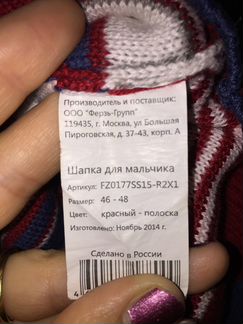 Производитель и поставщик:
ООО "Ферзь-Групп"
119435, г. Москва, ул Большая
Пироговская, д. 37-43, корп. А
Шапка для мальчика
Артикул: FZ0177SS15-R2X1
Размер: 46 - 48
Цвет: красный - полоска
Изготовлено: Ноябрь 2014 г.
Сделано в России